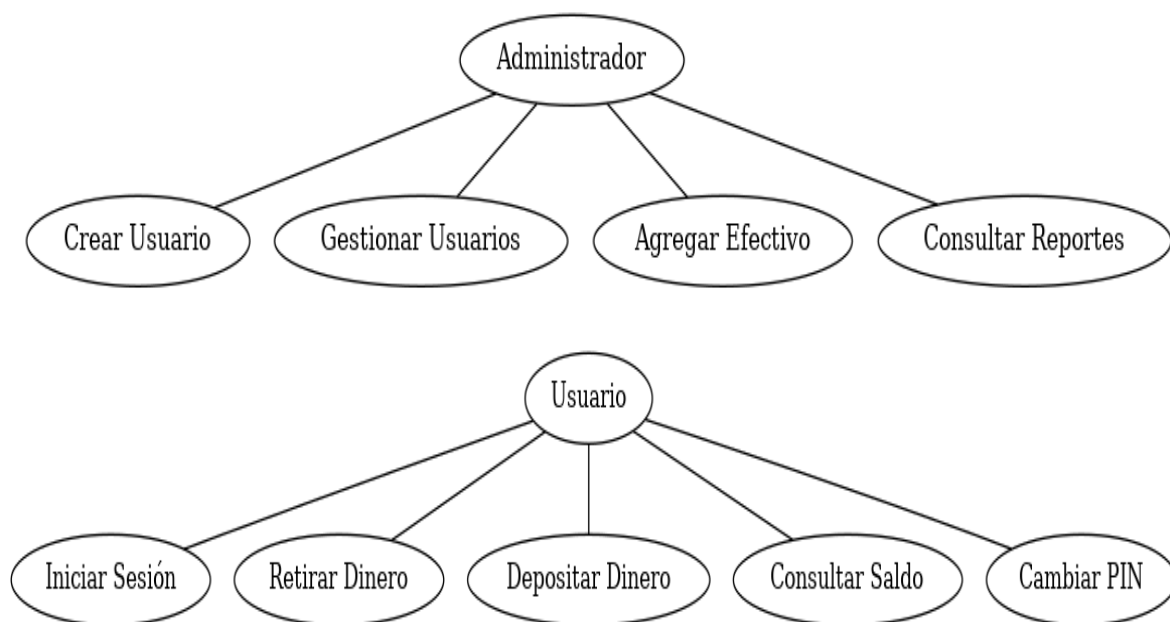 Administrador
Crear Usuario
Gestionar Usuarios
Agregar Efectivo
Consultar Reportes
Usuario
Iniciar Sesión
Retirar Dinero
Depositar Dinero
Consultar Saldo
Cambiar PIN